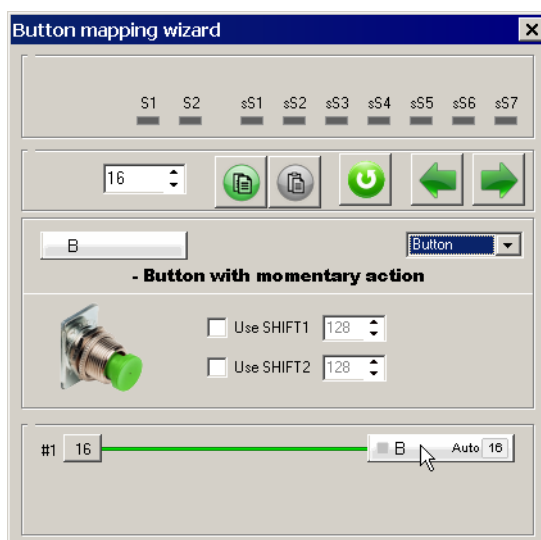 Button mapping wizard
S1 S2 sS1 sS2 sS3 sS4 sS5 sS6 sS7
16
B Button
- Button with momentary action
Use SHIFT1 128
Use SHIFT2 128
#1 16 B Auto 16